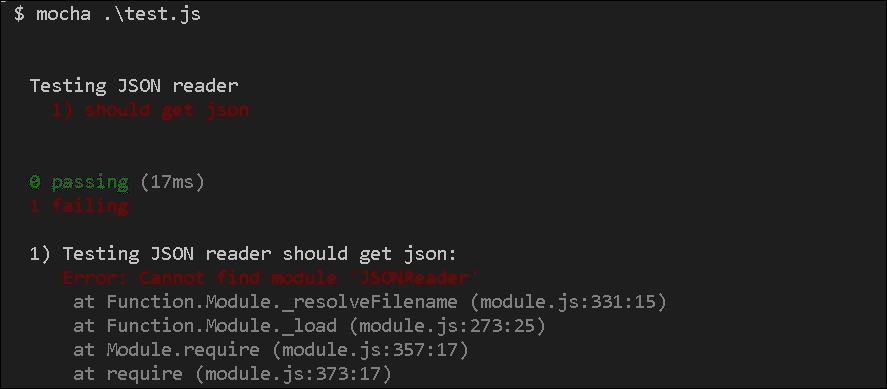 $ mocha .\test.js
Testing JSON reader
1) should get json
0 passing (17ms)
1 failing
1) Testing JSON reader should get json:
Error: Cannot find module 'JSONReader'
at Function.Module._resolveFilename (module.js:331:15)
at Function.Module._load (module.js:273:25)
at Module.require (module.js:357:17)
at require (module.js:373:17)